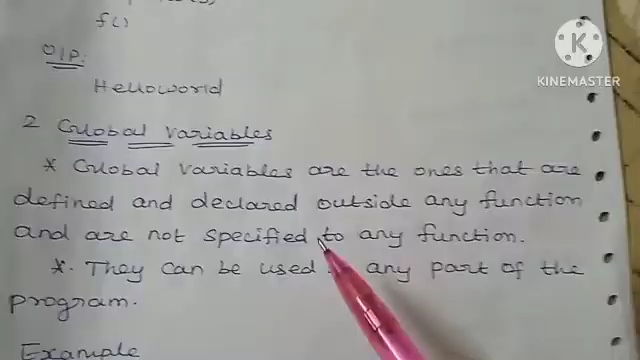 f()
O/P:
Helloworld
K
KINEMASTER
2 Global Variables
* Global variables are the ones that are
defined and declared outside any function
and are not specified to any function.
*. They can be used any part of the
program.
Example